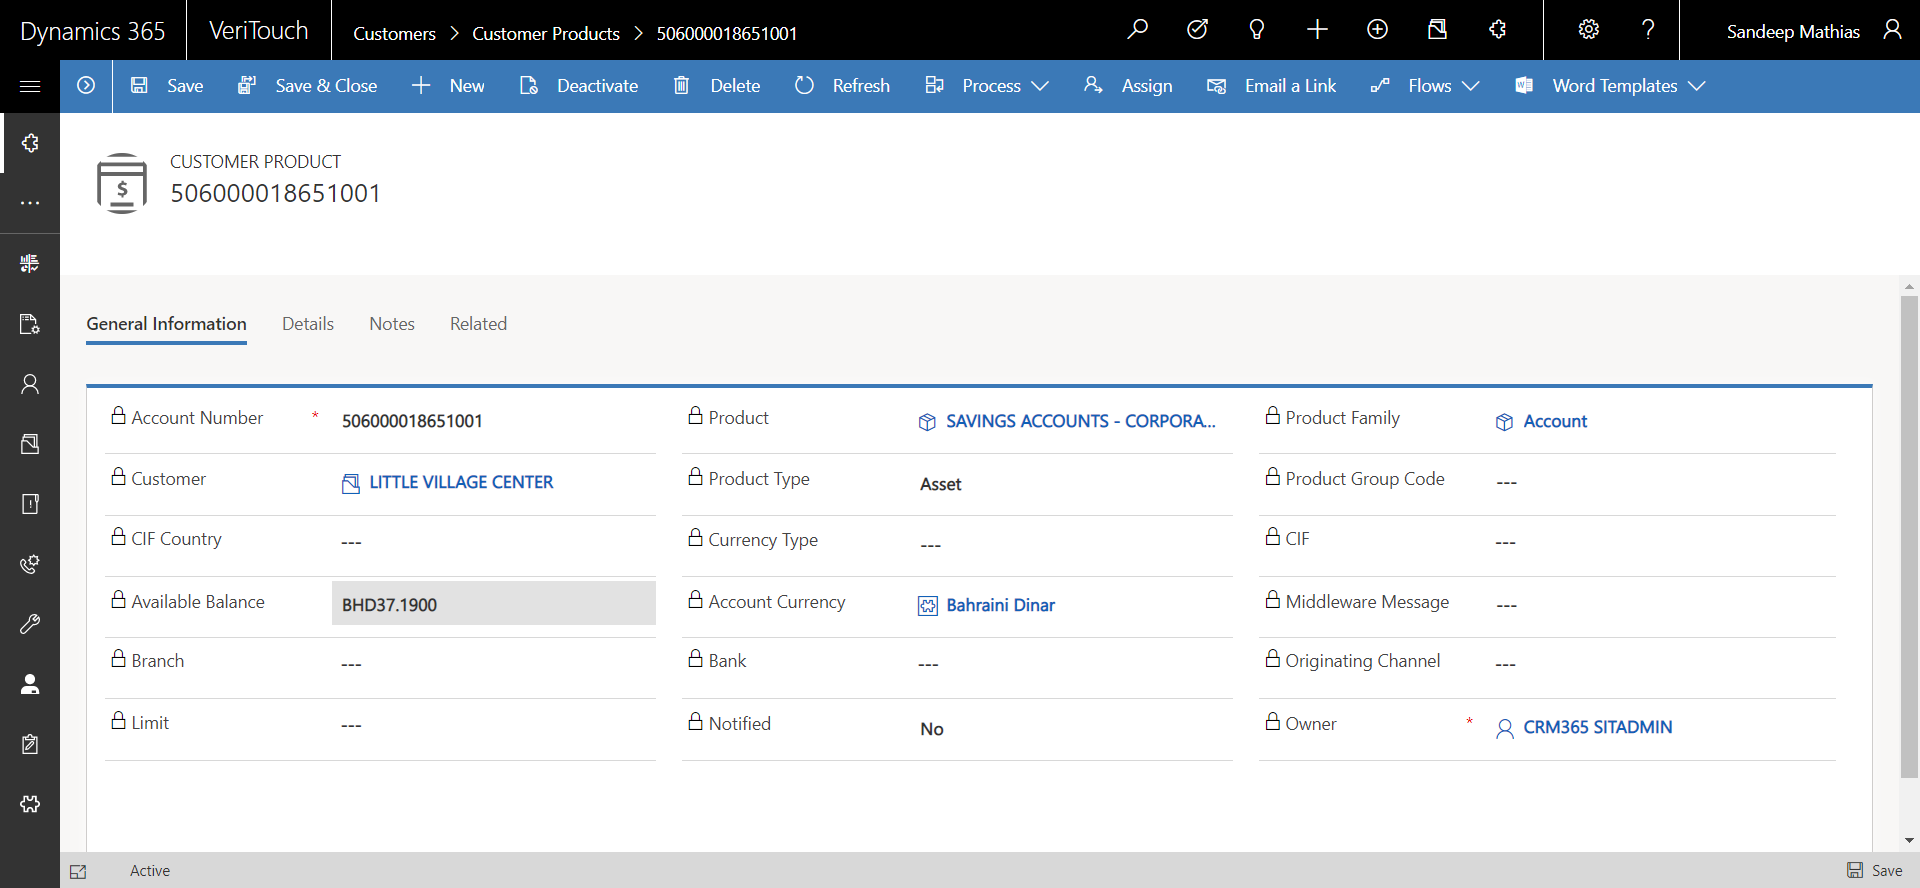 Dynamics 365 VeriTouch Customers > Customer Products > 506000018651001 Sandeep Mathias
Save Save & Close New Deactivate Delete Refresh Process Assign Email a Link Flows Word Templates
CUSTOMER PRODUCT
506000018651001
General Information Details Notes Related
Account Number * 506000018651001 Product SAVINGS ACCOUNTS - CORPORA... Product Family Account
Customer LITTLE VILLAGE CENTER Product Type Asset Product Group Code ---
CIF Country --- Currency Type --- CIF ---
Available Balance BHD37.1900 Account Currency Bahraini Dinar Middleware Message ---
Branch --- Bank --- Originating Channel ---
Limit --- Notified No Owner * CRM365 SITADMIN
Active Save